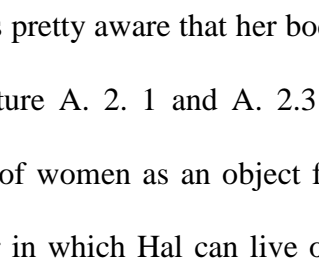 pretty aware that her
ture A. 2. 1 and A. 2.3
of women as an object
in which Hal can live